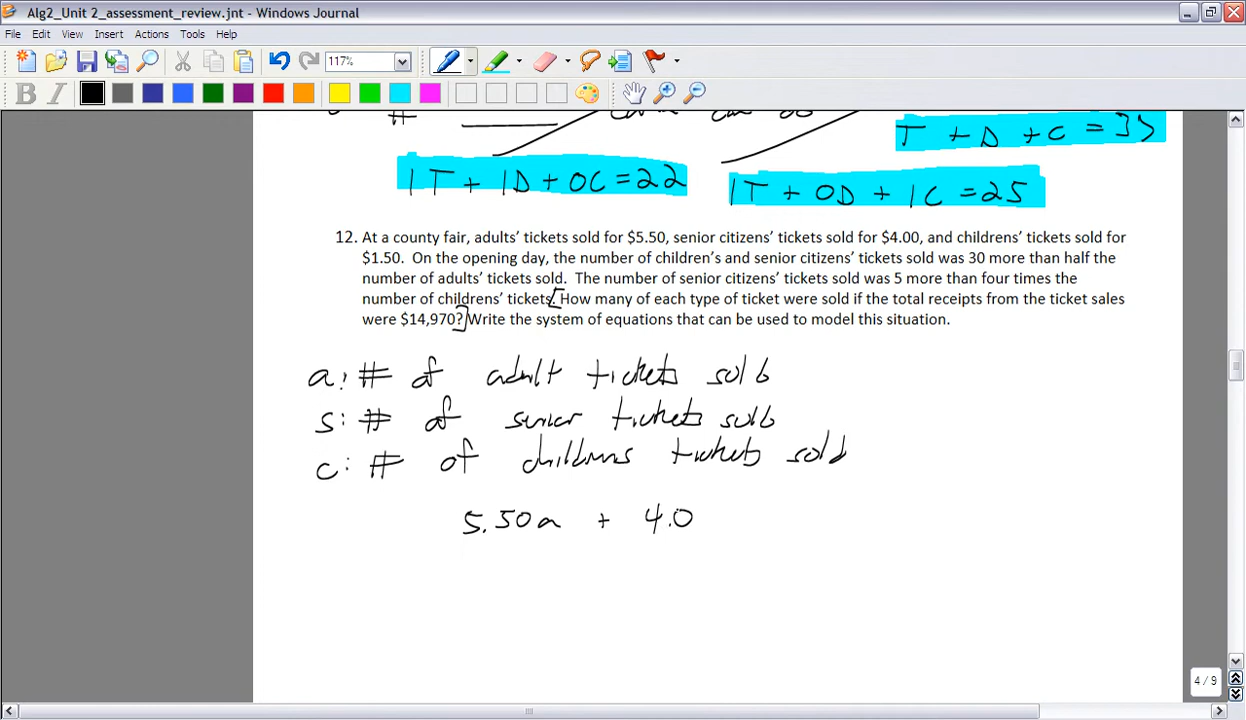 Alg2_Unit 2_assessment_review.jnt - Windows Journal
File Edit View Insert Actions Tools Help
117%
B I
#
T + D + C = 35
1T + 1D + 0C = 22
1T + 0D + 1C = 25
12. At a county fair, adults' tickets sold for $5.50, senior citizens' tickets sold for $4.00, and childrens' tickets sold for
$1.50. On the opening day, the number of children's and senior citizens' tickets sold was 30 more than half the
number of adults' tickets sold. The number of senior citizens' tickets sold was 5 more than four times the
number of childrens' tickets. [How many of each type of ticket were sold if the total receipts from the ticket sales
were $14,970?] Write the system of equations that can be used to model this situation.
a: # of adult tickets sold
s: # of senior tickets sold
c: # of childrens tickets sold
5.50a + 4.0
4 / 9